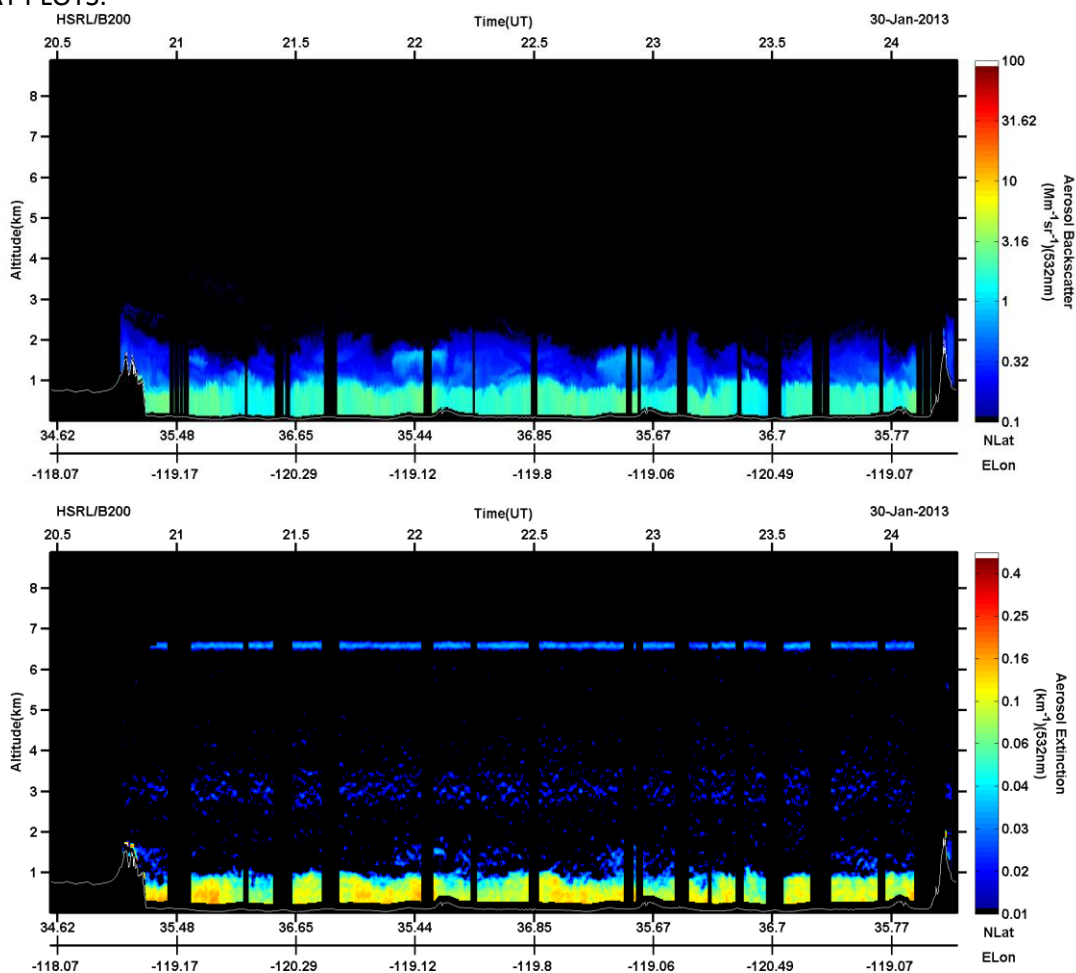 HSRL/B200 Time(UT) 30-Jan-2013
20.5 21 21.5 22 22.5 23 23.5 24
8
7
6
5
4
3
2
1
Altitude(km)
100
31.62
10
3.16
1
0.32
0.1
Aerosol Backscatter
(Mm⁻¹sr⁻¹)(532nm)
34.62 35.48 36.65 35.44 36.85 35.67 36.7 35.77 NLat
-118.07 -119.17 -120.29 -119.12 -119.8 -119.06 -120.49 -119.07 ELon
HSRL/B200 Time(UT) 30-Jan-2013
20.5 21 21.5 22 22.5 23 23.5 24
8
7
6
5
4
3
2
1
Altitude(km)
0.4
0.25
0.16
0.1
0.06
0.04
0.03
0.02
0.01
Aerosol Extinction
(km⁻¹)(532nm)
34.62 35.48 36.65 35.44 36.85 35.67 36.7 35.77 NLat
-118.07 -119.17 -120.29 -119.12 -119.8 -119.06 -120.49 -119.07 ELon